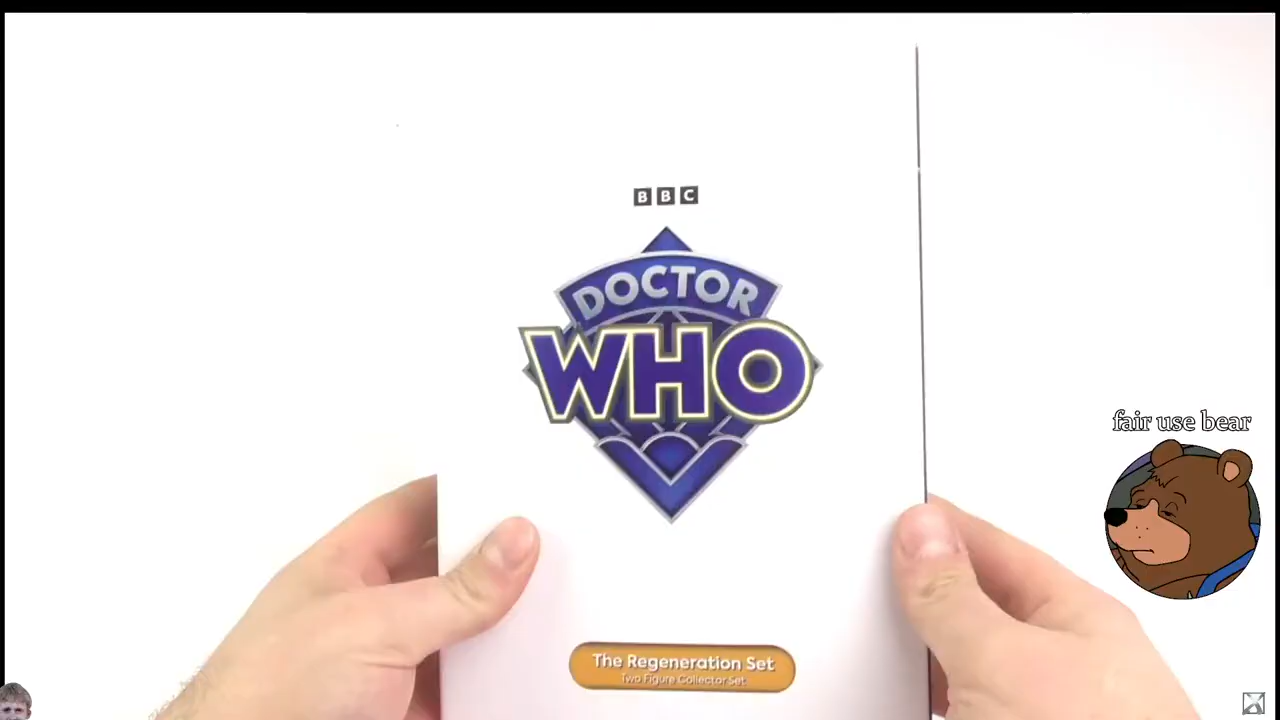 BBC
DOCTOR
WHO
fair use bear
The Regeneration Set
Two Figure Collector Set